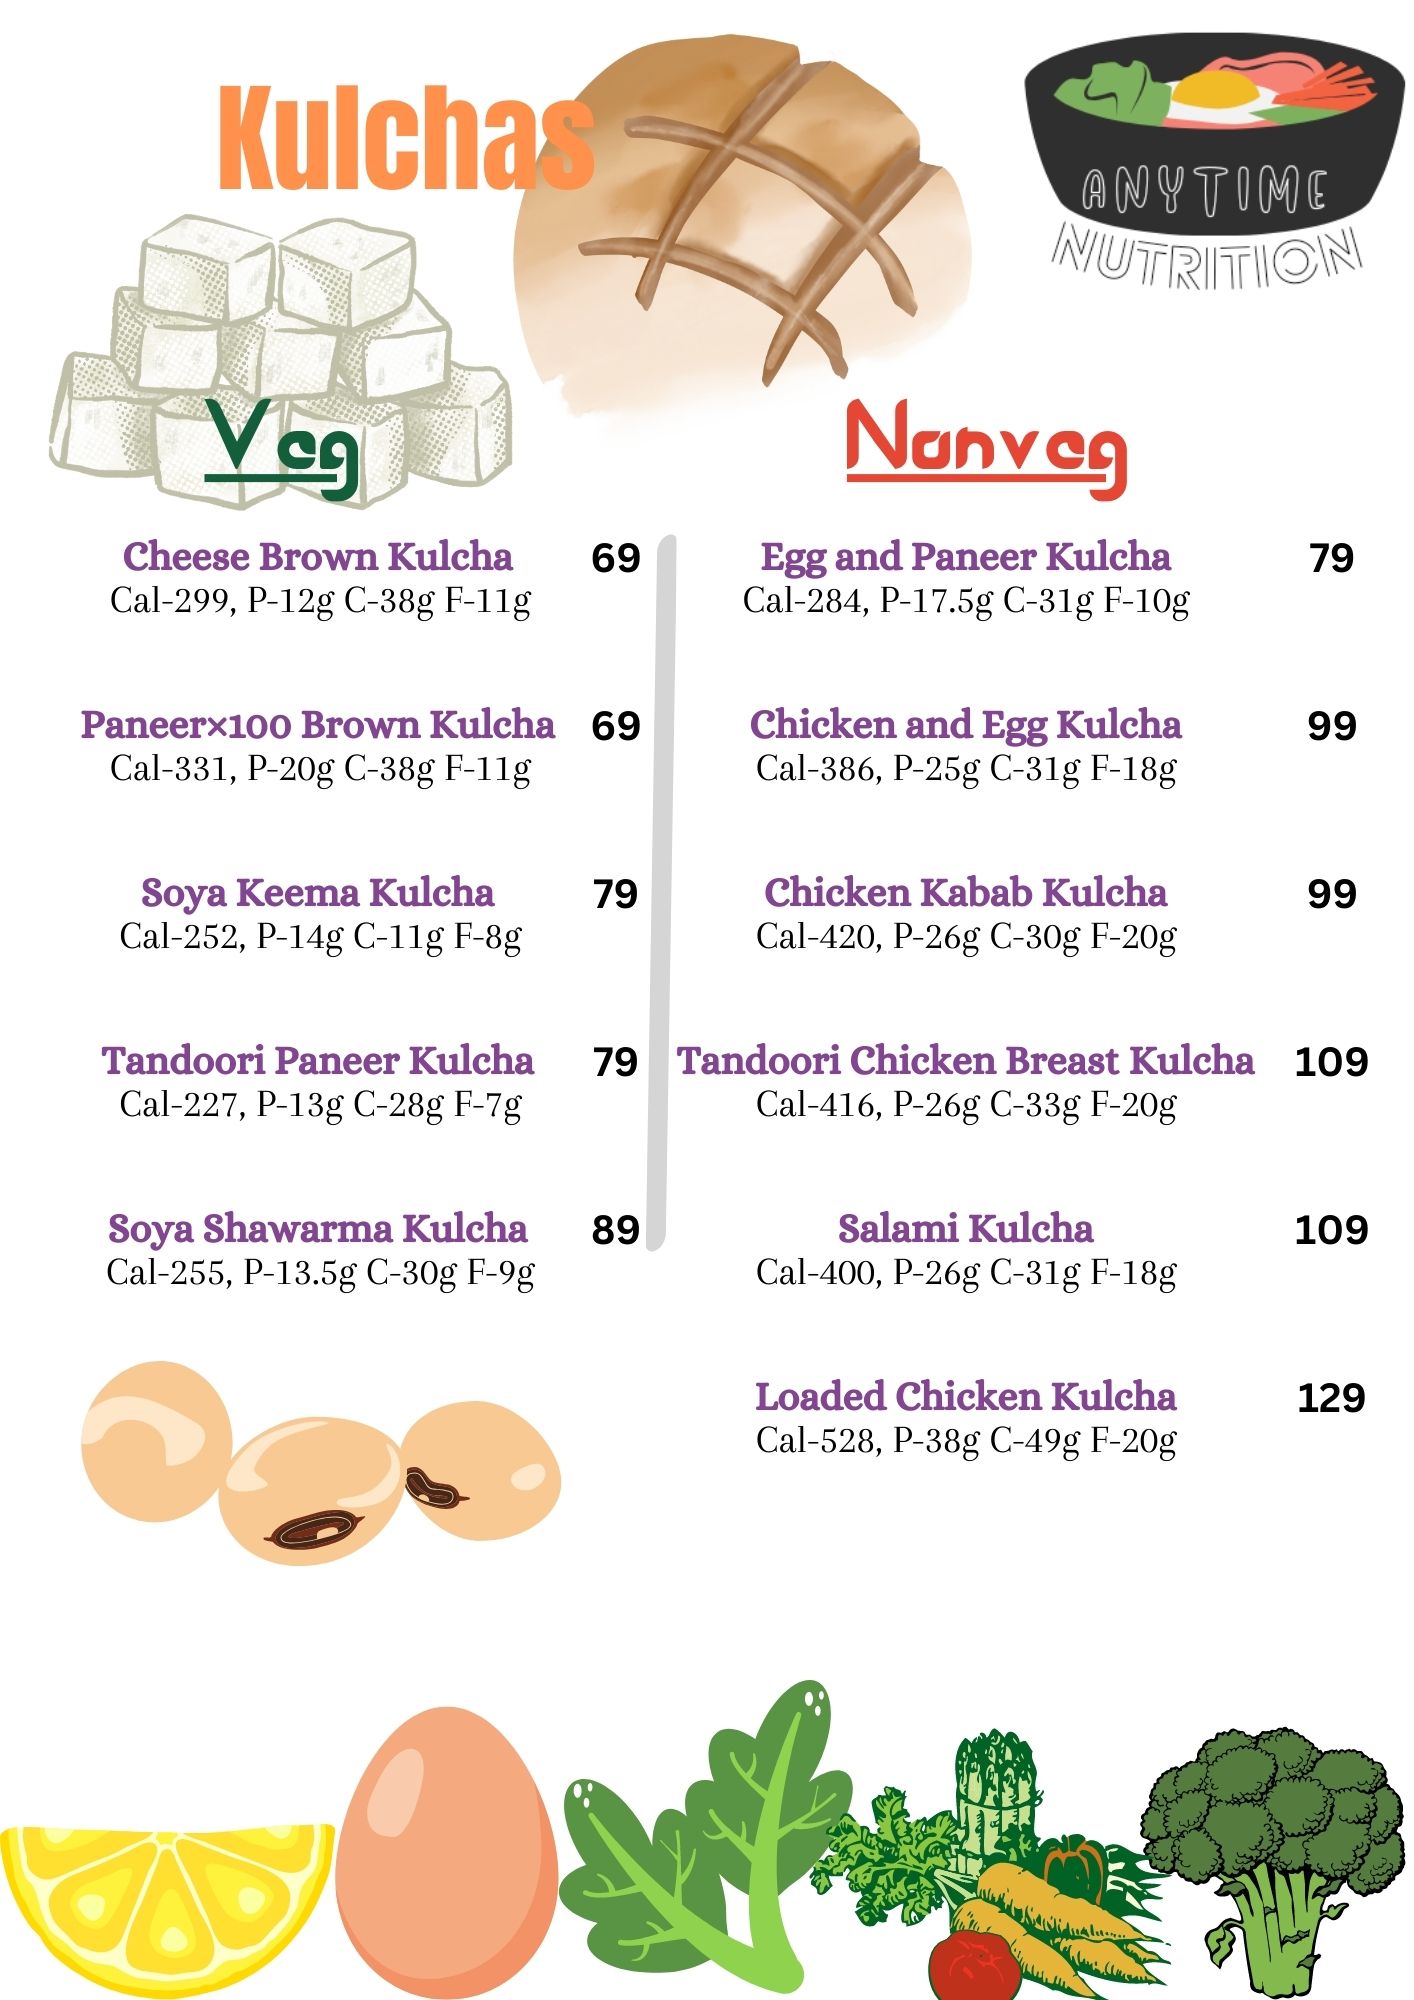 Kulchas
ANYTIME
NUTRITION
Veg
Cheese Brown Kulcha 69
Cal-299, P-12g C-38g F-11g
Paneer×100 Brown Kulcha 69
Cal-331, P-20g C-38g F-11g
Soya Keema Kulcha 79
Cal-252, P-14g C-11g F-8g
Tandoori Paneer Kulcha 79
Cal-227, P-13g C-28g F-7g
Soya Shawarma Kulcha 89
Cal-255, P-13.5g C-30g F-9g
Nonveg
Egg and Paneer Kulcha 79
Cal-284, P-17.5g C-31g F-10g
Chicken and Egg Kulcha 99
Cal-386, P-25g C-31g F-18g
Chicken Kabab Kulcha 99
Cal-420, P-26g C-30g F-20g
Tandoori Chicken Breast Kulcha 109
Cal-416, P-26g C-33g F-20g
Salami Kulcha 109
Cal-400, P-26g C-31g F-18g
Loaded Chicken Kulcha 129
Cal-528, P-38g C-49g F-20g